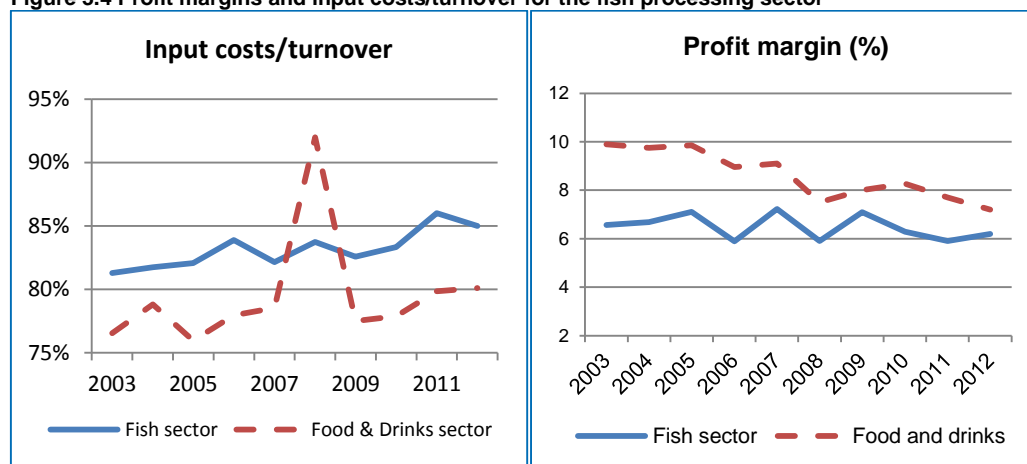 Figure 5.4 Profit margins and input costs/turnover for the fish processing sector
Input costs/turnover
95%
90%
85%
80%
75%
2003 2005 2007 2009 2011
Fish sector Food & Drinks sector
Profit margin (%)
12
10
8
6
4
2
2003 2004 2005 2006 2007 2008 2009 2010 2011 2012
Fish sector Food and drinks